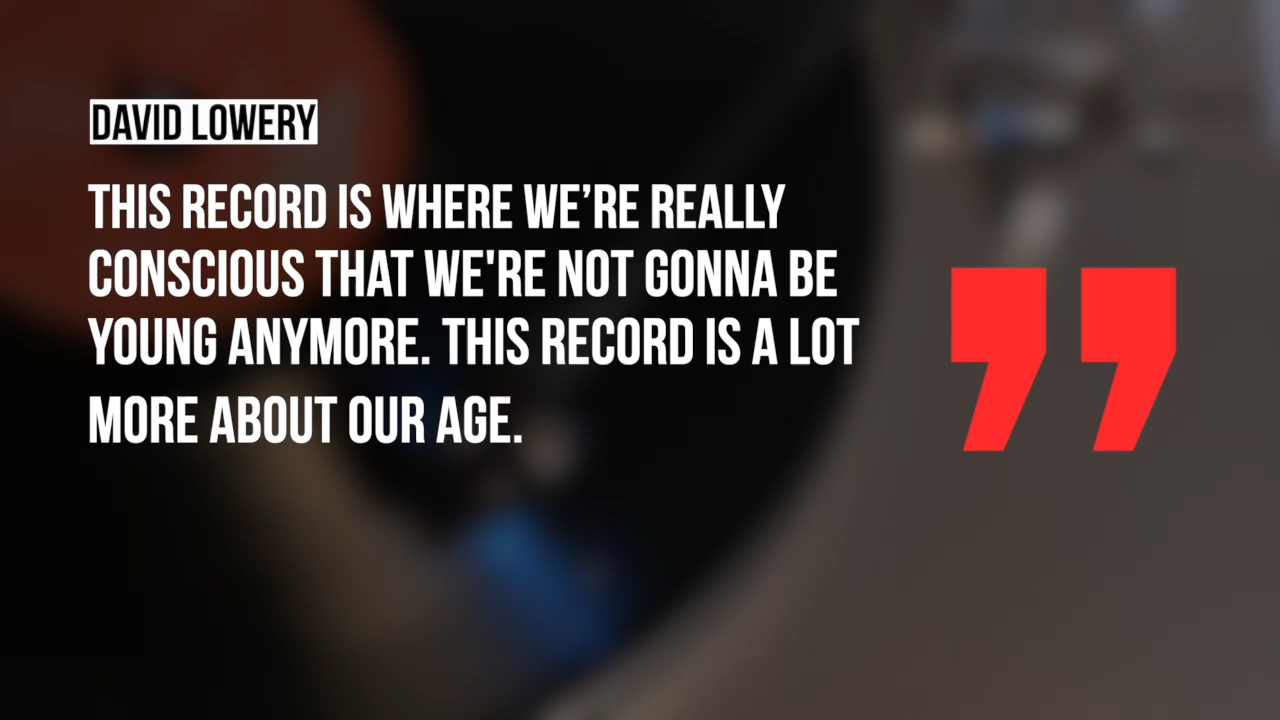 DAVID LOWERY
THIS RECORD IS WHERE WE’RE REALLY
CONSCIOUS THAT WE'RE NOT GONNA BE
YOUNG ANYMORE. THIS RECORD IS A LOT
MORE ABOUT OUR AGE.
”